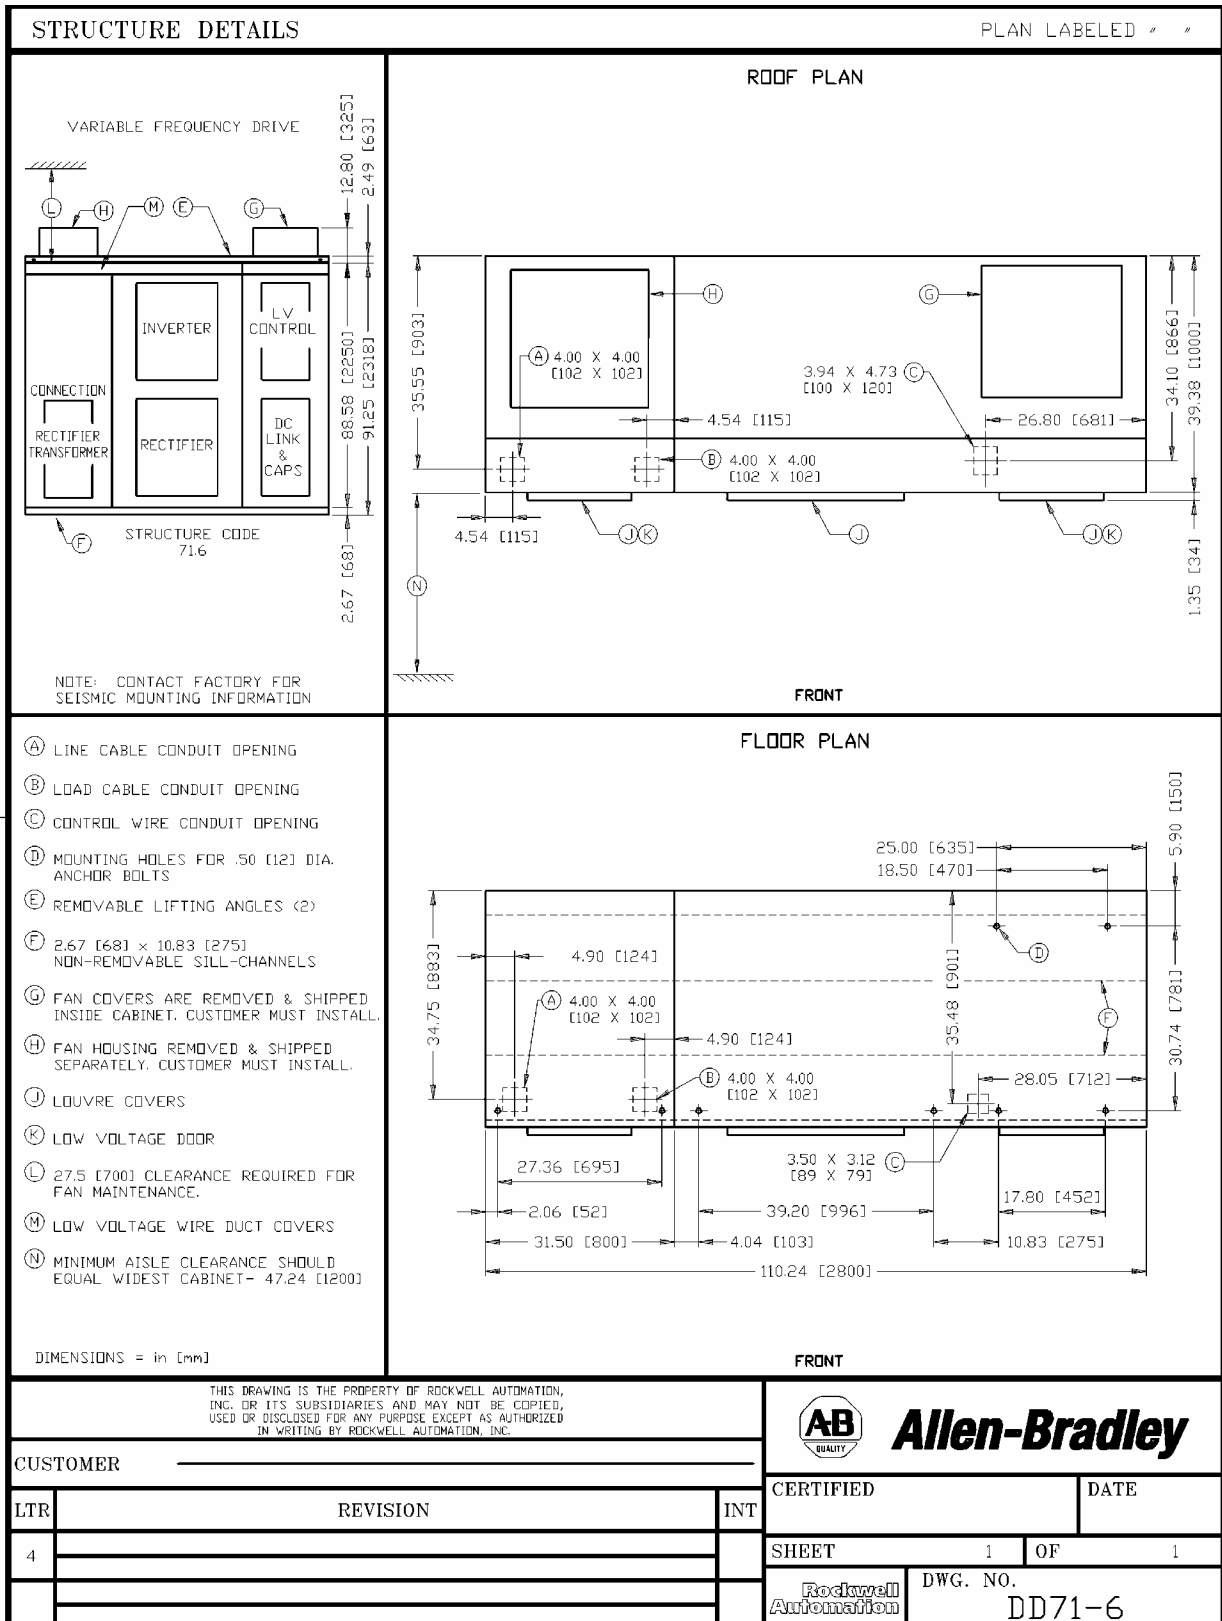 STRUCTURE DETAILS
PLAN LABELED " "
VARIABLE FREQUENCY DRIVE
12.80 [325]
2.49 [63]
L
H
M
E
G
INVERTER
LV
CONTROL
CONNECTION
RECTIFIER
TRANSFORMER
RECTIFIER
DC
LINK
&
CAPS
88.58 [2250]
91.25 [2318]
F
STRUCTURE CODE
71.6
2.67 [68]
NOTE: CONTACT FACTORY FOR
SEISMIC MOUNTING INFORMATION
ROOF PLAN
35.55 [903]
H
G
A 4.00 X 4.00
[102 X 102]
3.94 X 4.73 C
[100 X 120]
34.10 [866]
39.38 [1000]
4.54 [115]
26.80 [681]
B 4.00 X 4.00
[102 X 102]
4.54 [115]
J K
J
J K
N
1.35 [34]
FRONT
A LINE CABLE CONDUIT OPENING
B LOAD CABLE CONDUIT OPENING
C CONTROL WIRE CONDUIT OPENING
D MOUNTING HOLES FOR .50 [12] DIA.
ANCHOR BOLTS
E REMOVABLE LIFTING ANGLES (2)
F 2.67 [68] x 10.83 [275]
NON-REMOVABLE SILL-CHANNELS
G FAN COVERS ARE REMOVED & SHIPPED
INSIDE CABINET. CUSTOMER MUST INSTALL.
H FAN HOUSING REMOVED & SHIPPED
SEPARATELY. CUSTOMER MUST INSTALL.
J LOUVRE COVERS
K LOW VOLTAGE DOOR
L 27.5 [700] CLEARANCE REQUIRED FOR
FAN MAINTENANCE.
M LOW VOLTAGE WIRE DUCT COVERS
N MINIMUM AISLE CLEARANCE SHOULD
EQUAL WIDEST CABINET- 47.24 [1200]
DIMENSIONS = in [mm]
FLOOR PLAN
5.90 [150]
25.00 [635]
18.50 [470]
34.75 [883]
4.90 [124]
35.48 [901]
D
A 4.00 X 4.00
[102 X 102]
F
30.74 [781]
4.90 [124]
B 4.00 X 4.00
[102 X 102]
28.05 [712]
27.36 [695]
3.50 X 3.12 C
[89 X 79]
17.80 [452]
2.06 [52]
39.20 [996]
31.50 [800]
4.04 [103]
10.83 [275]
110.24 [2800]
FRONT
THIS DRAWING IS THE PROPERTY OF ROCKWELL AUTOMATION,
INC. OR ITS SUBSIDIARIES AND MAY NOT BE COPIED,
USED OR DISCLOSED FOR ANY PURPOSE EXCEPT AS AUTHORIZED
IN WRITING BY ROCKWELL AUTOMATION, INC.
AB
QUALITY
Allen-Bradley
CUSTOMER
CERTIFIED
DATE
LTR
REVISION
INT
4
SHEET 1 OF 1
Rockwell
Automation
DWG. NO.
DD71-6